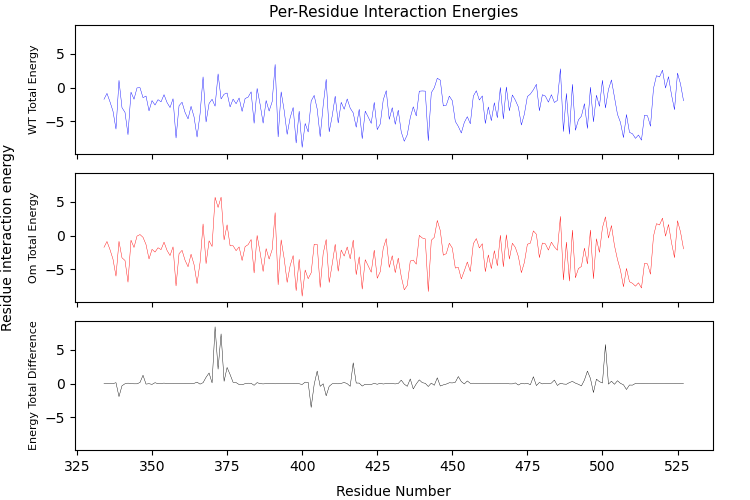 Per-Residue Interaction Energies
Residue interaction energy
WT Total Energy
5
0
−5
Om Total Energy
5
0
−5
Energy Total Difference
5
0
−5
325 350 375 400 425 450 475 500 525
Residue Number